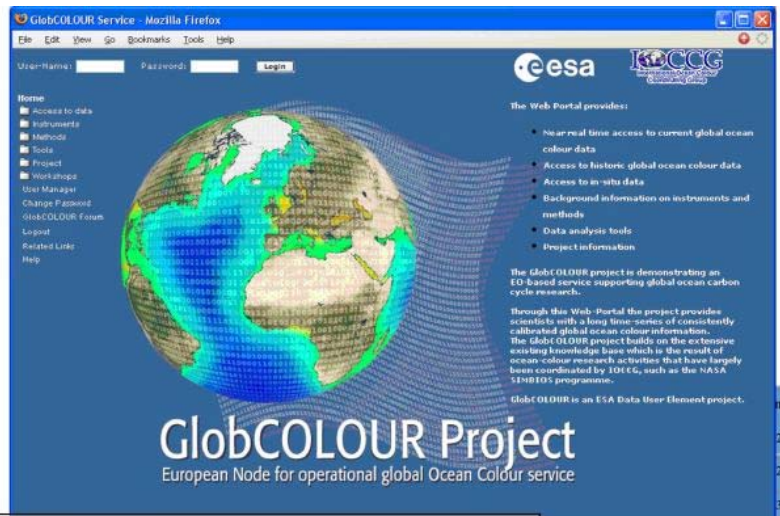 GlobCOLOUR Service - Mozilla Firefox
File Edit View Go Bookmarks Tools Help
User-Name: Password: Login
Home
Access to data
Instruments
Methods
Tools
Project
Workshops
User Manager
Change Password
GlobCOLOUR Forum
Logout
Related Links
Help
esa
IOCCG
International Ocean Colour
Coordinating Group
The Web Portal provides:
Near real time access to current global ocean
colour data
Access to historic global ocean colour data
Access to in-situ data
Background information on instruments and
methods
Data analysis tools
Project information
The GlobCOLOUR project is demonstrating an
EO-based service supporting global ocean carbon
cycle research.
Through this Web-Portal the project provides
scientists with a long time-series of consistently
calibrated global ocean colour information.
The GlobCOLOUR project builds on the extensive
existing knowledge base which is the result of
ocean-colour research activities that have largely
been coordinated by IOCCG, such as the NASA
SIMBIOS programme.
GlobCOLOUR is an ESA Data User Element project.
GlobCOLOUR Project
European Node for operational global Ocean Colour service